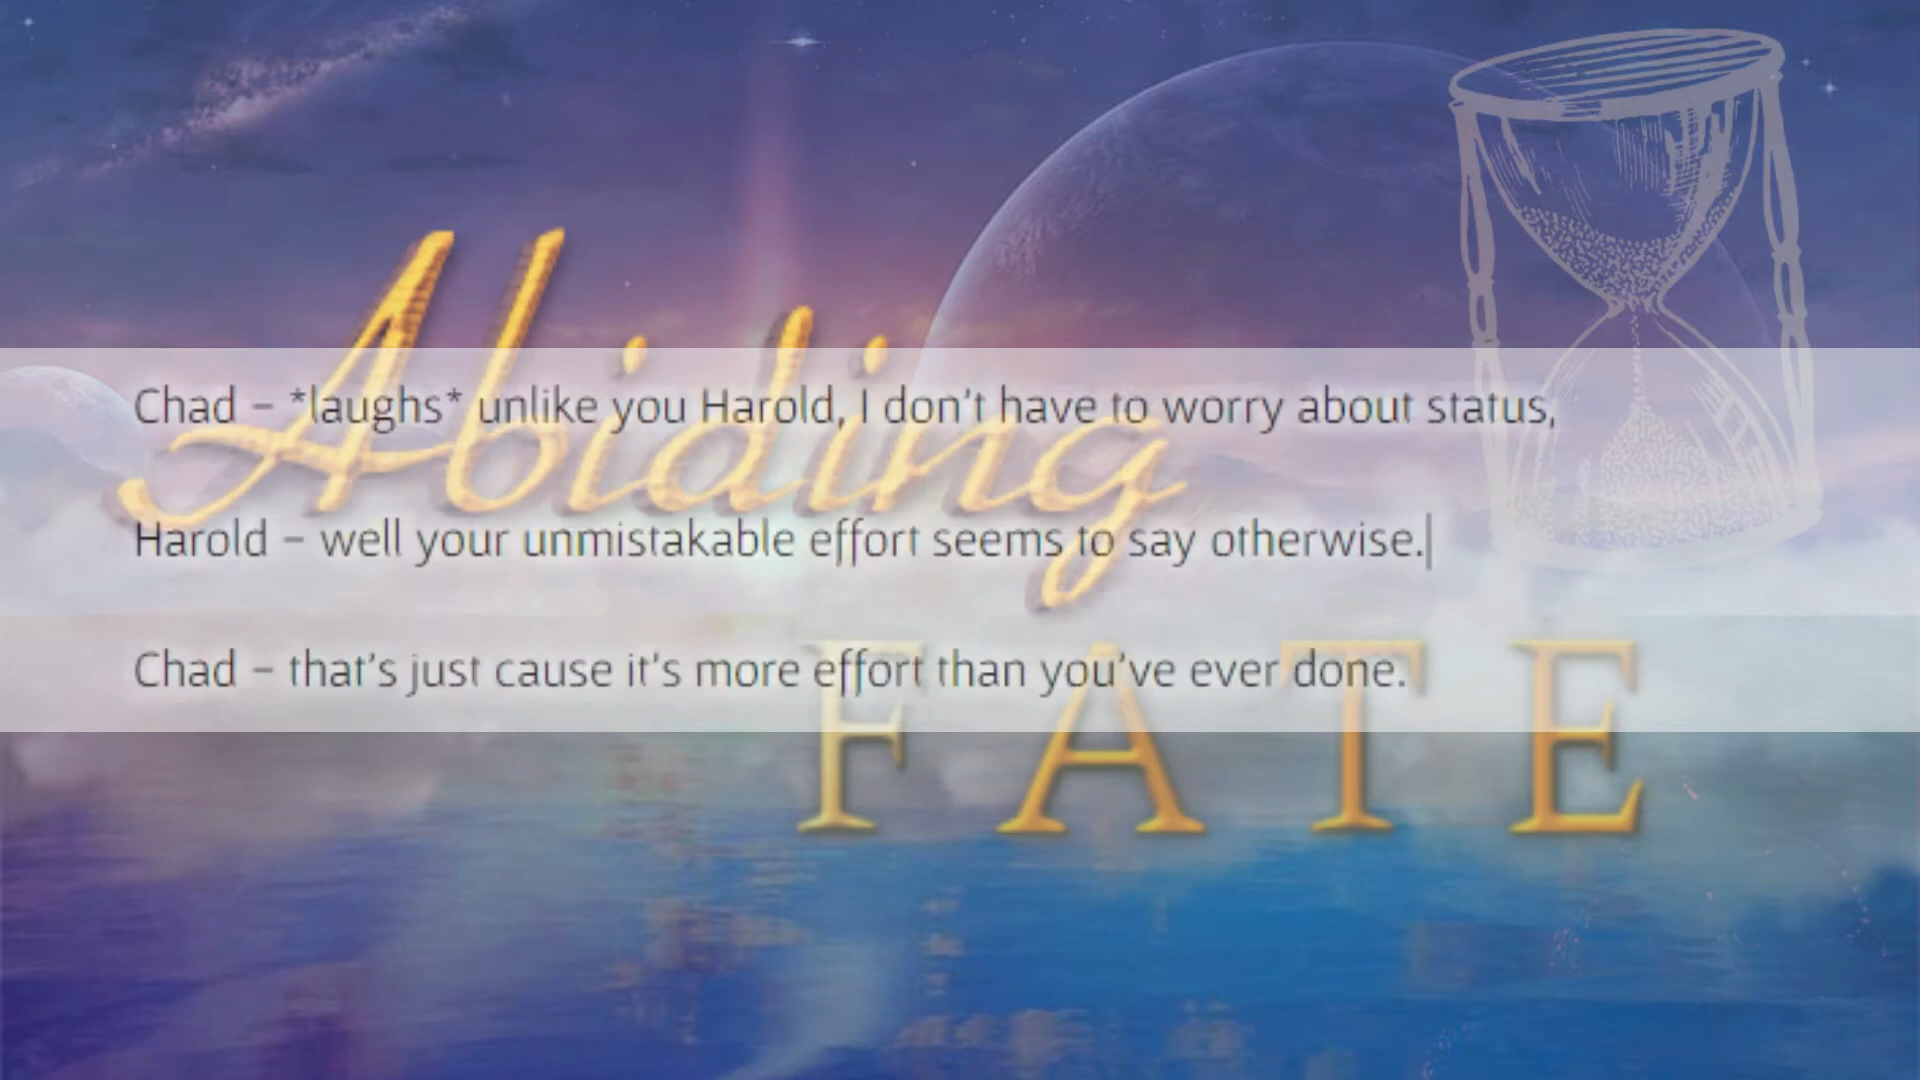 Abiding
Chad – *laughs* unlike you Harold, I don't have to worry about status,
Harold – well your unmistakable effort seems to say otherwise.
Chad – that's just cause it's more effort than you've ever done.
FATE